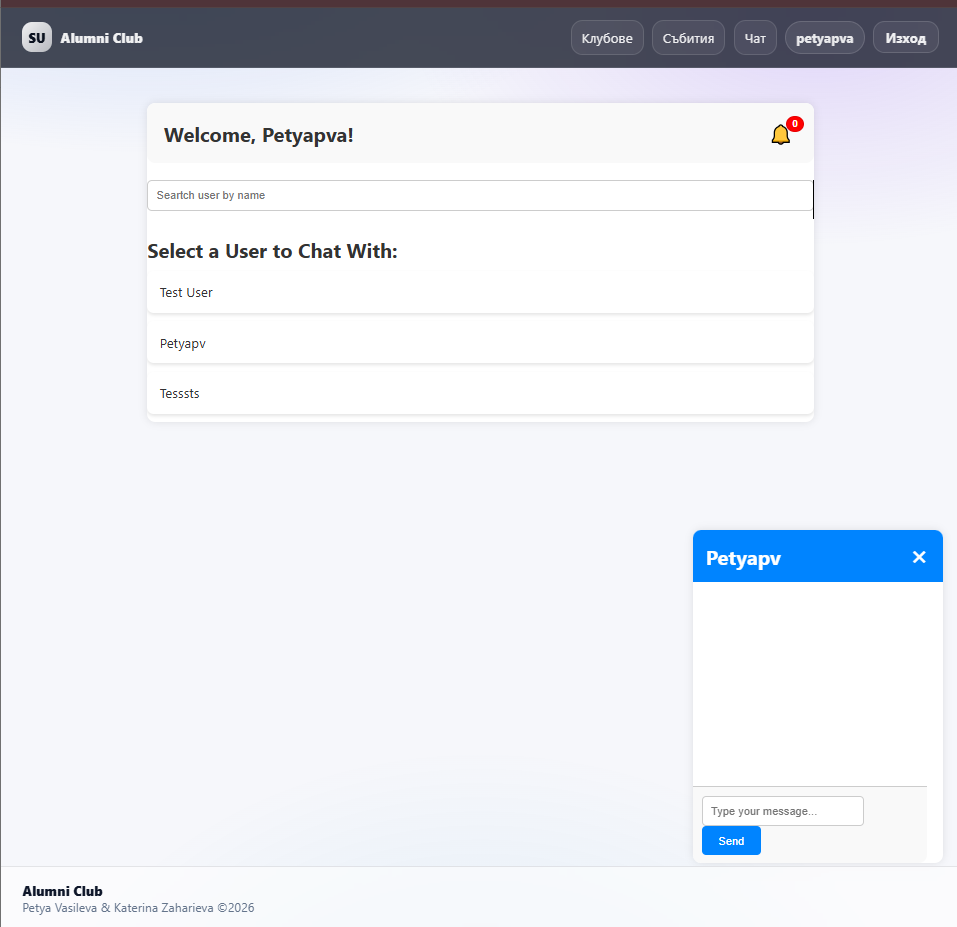 SU Alumni Club Клубове Събития Чат petyapva Изход
Welcome, Petyapva!
0
Seartch user by name
Select a User to Chat With:
Test User
Petyapv
Tesssts
Petyapv ×
Type your message...
Send
Alumni Club
Petya Vasileva & Katerina Zaharieva ©2026